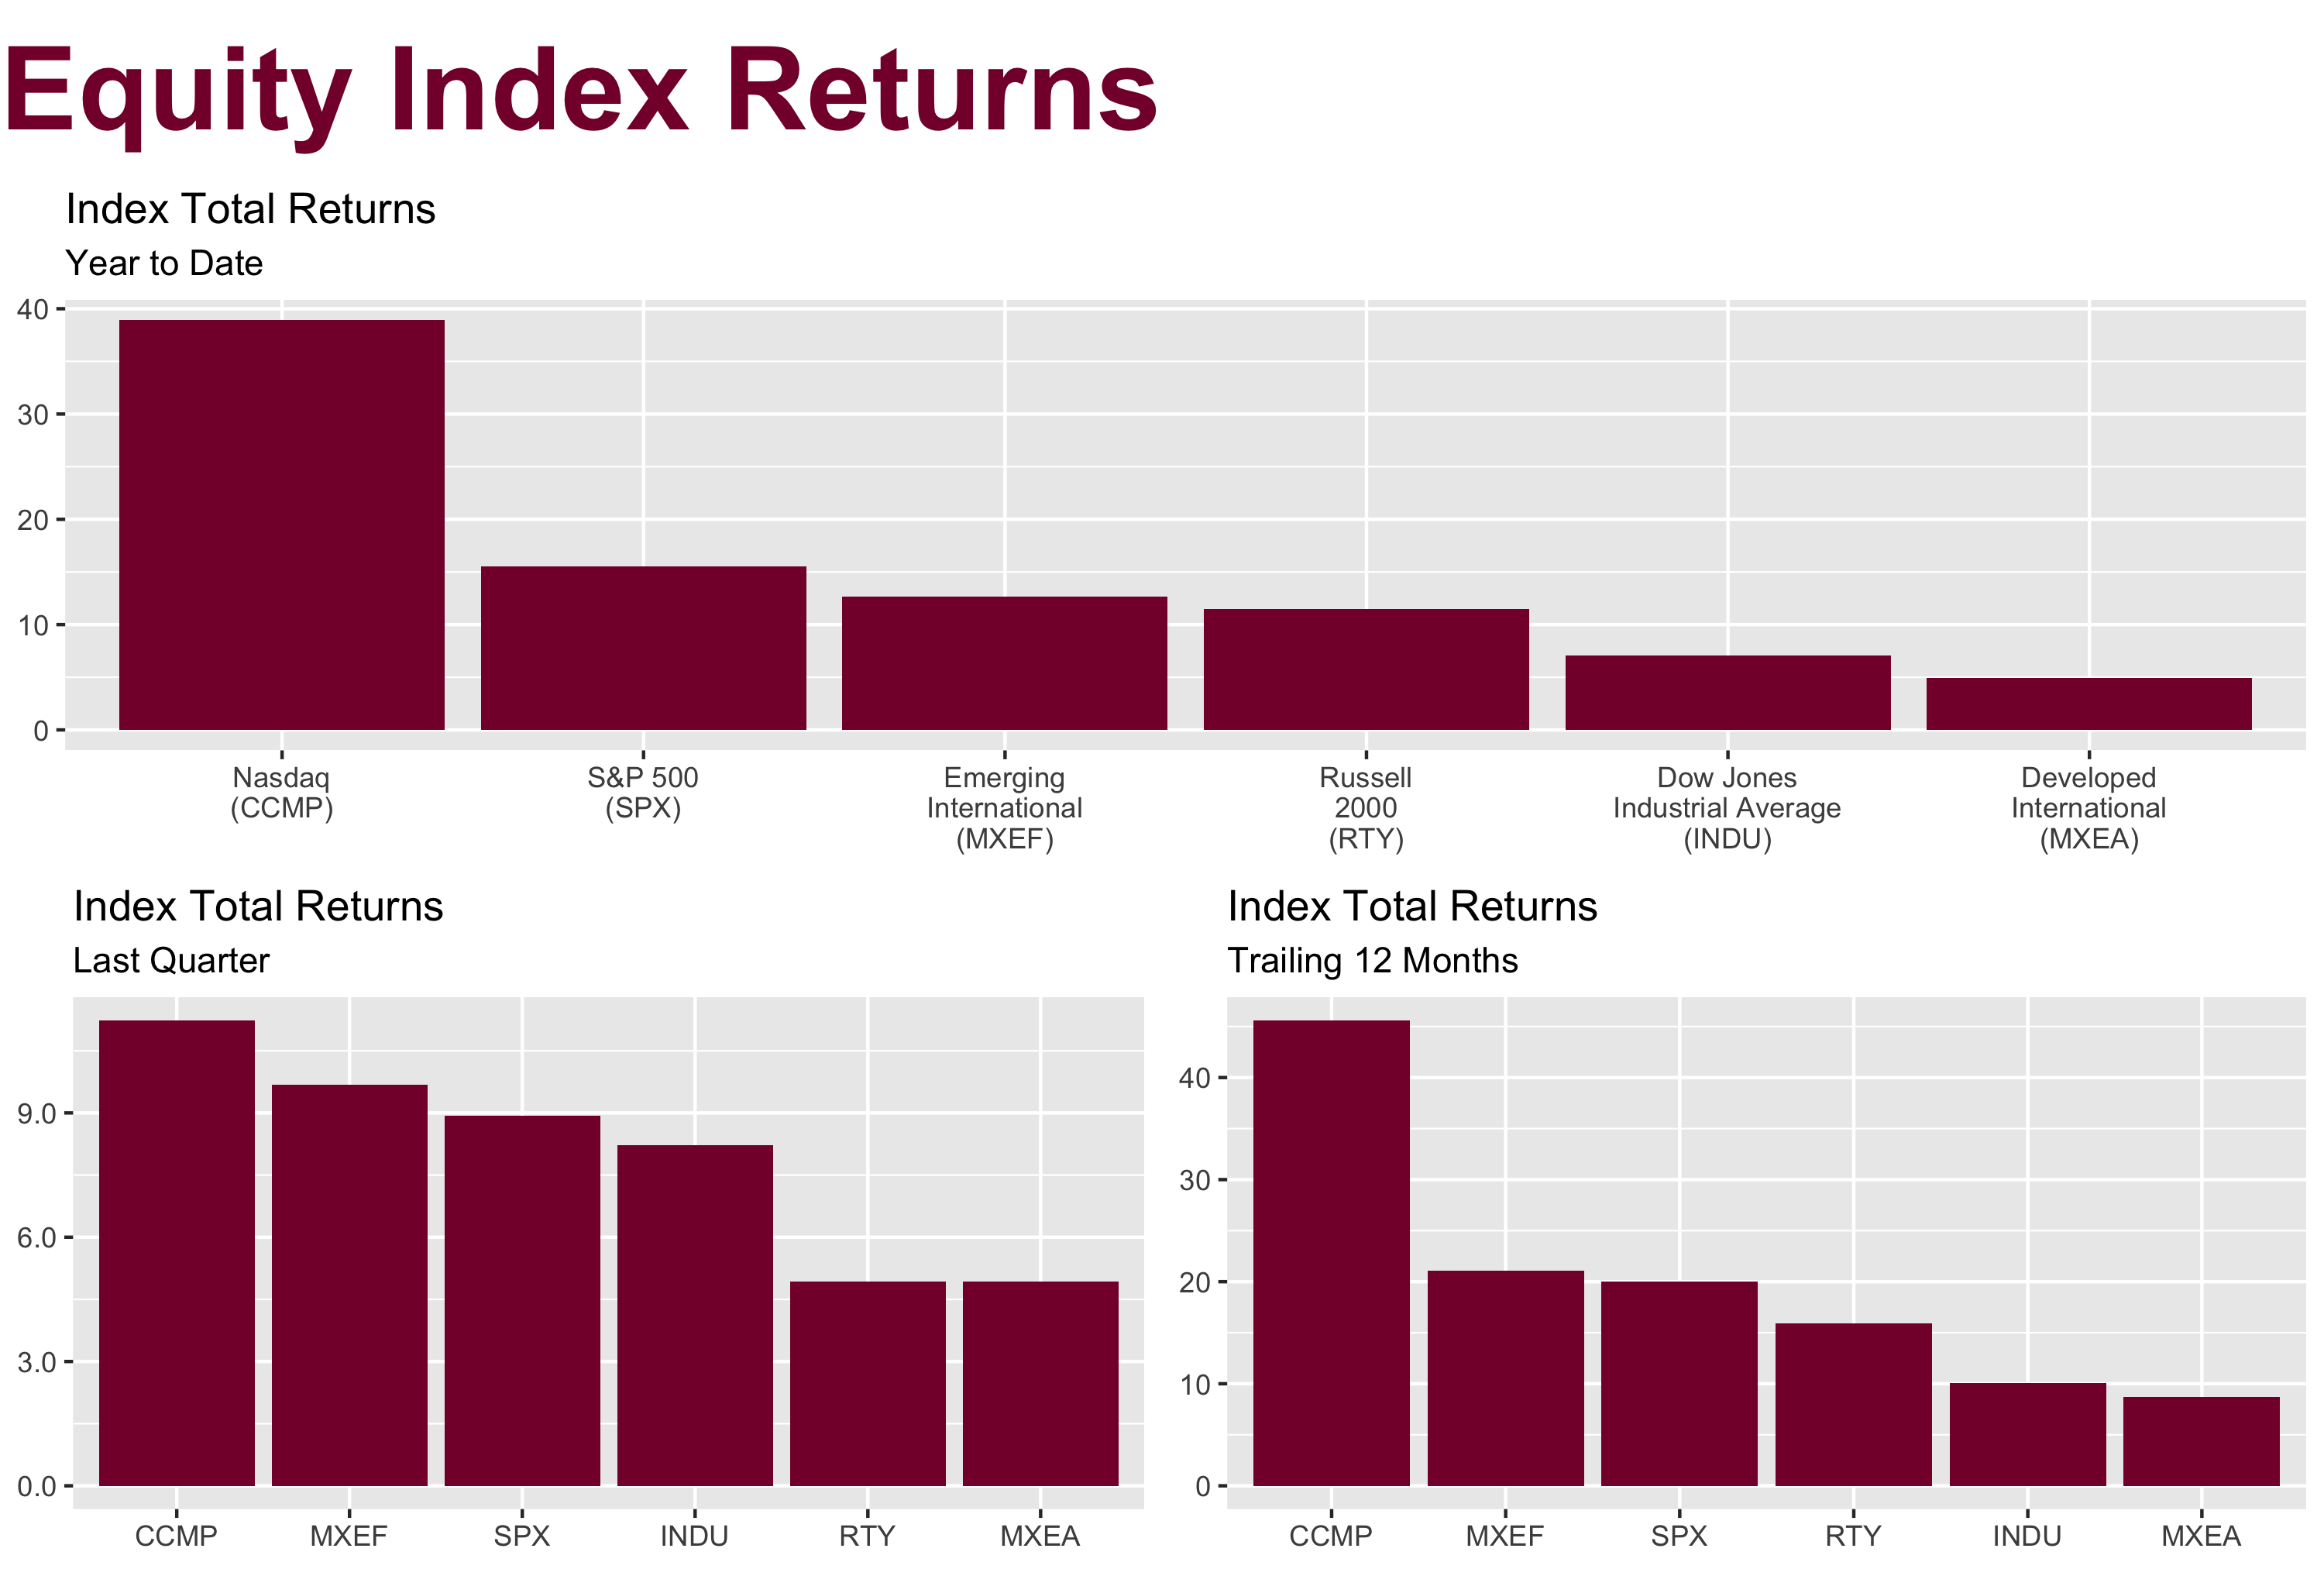 Equity Index Returns
Index Total Returns
Year to Date
40
30
20
10
0
Nasdaq
(CCMP)
S&P 500
(SPX)
Emerging
International
(MXEF)
Russell
2000
(RTY)
Dow Jones
Industrial Average
(INDU)
Developed
International
(MXEA)
Index Total Returns
Last Quarter
9.0
6.0
3.0
0.0
CCMP
MXEF
SPX
INDU
RTY
MXEA
Index Total Returns
Trailing 12 Months
40
30
20
10
0
CCMP
MXEF
SPX
RTY
INDU
MXEA